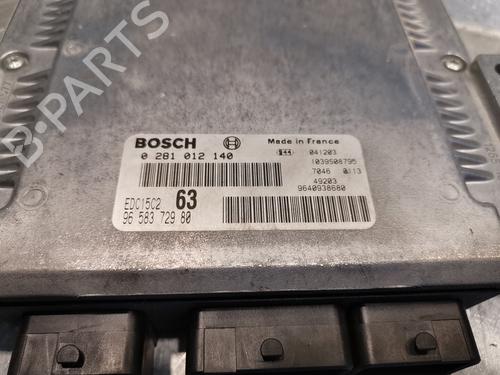 B-PARTS
BOSCH
Made in France
0 281 012 140
041203
1039S08795
7046 0113
49203
9640938680
EDC15C2 63
96 583 729 80